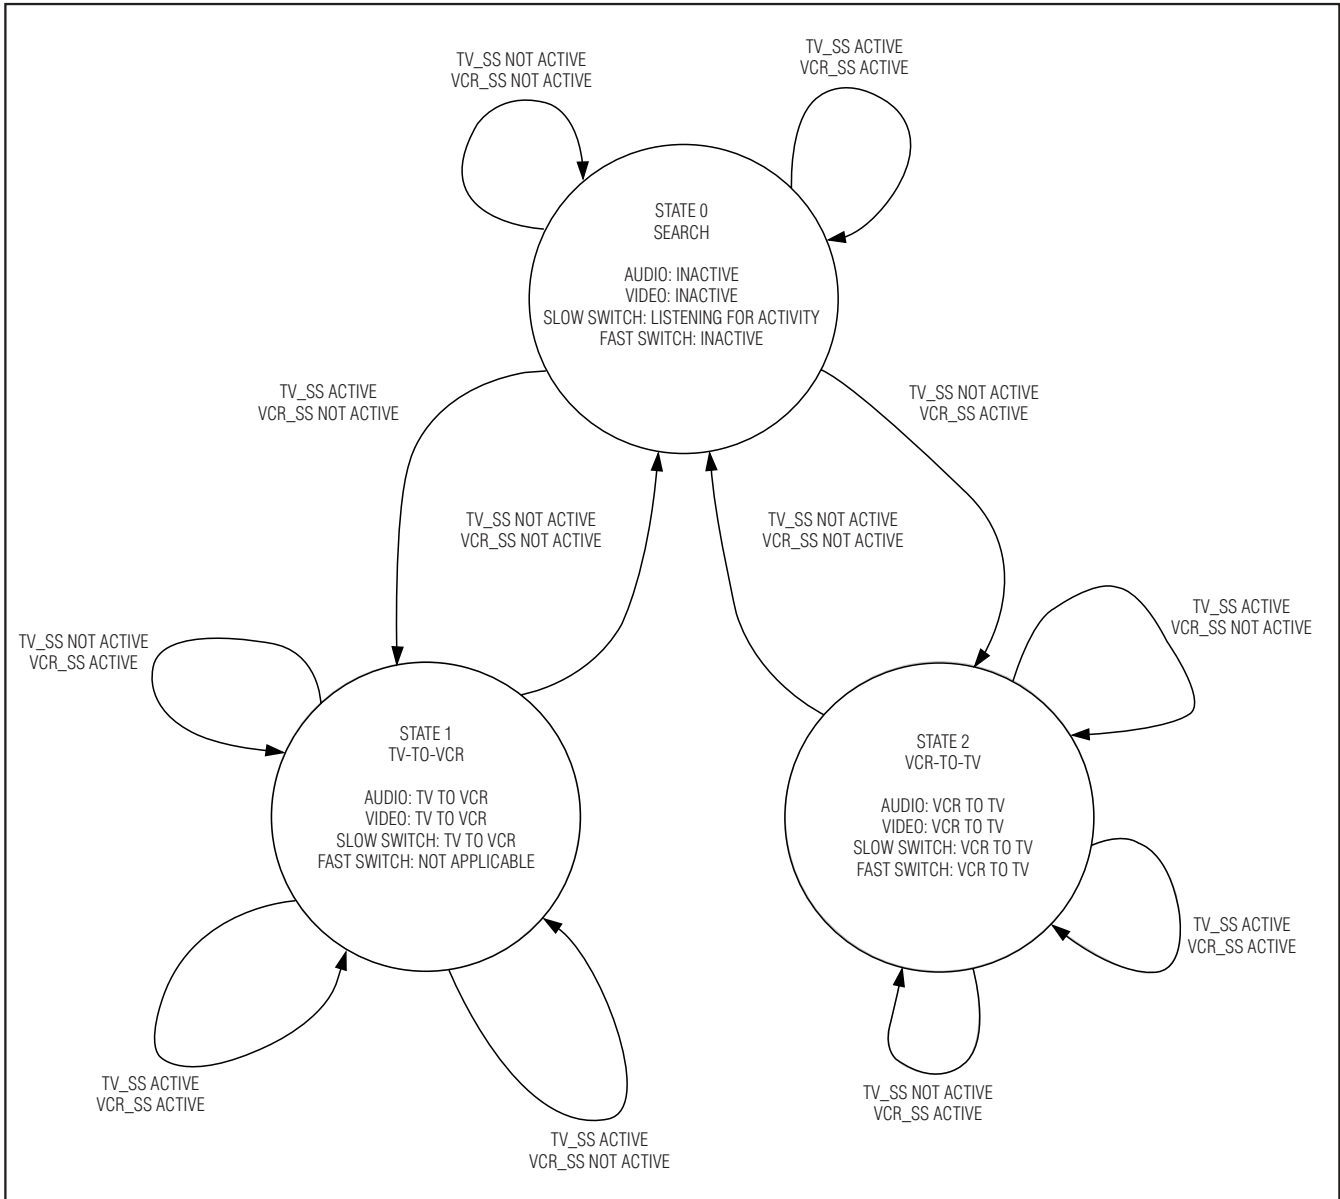 TV_SS NOT ACTIVE
VCR_SS NOT ACTIVE
TV_SS ACTIVE
VCR_SS ACTIVE
STATE 0
SEARCH
AUDIO: INACTIVE
VIDEO: INACTIVE
SLOW SWITCH: LISTENING FOR ACTIVITY
FAST SWITCH: INACTIVE
TV_SS ACTIVE
VCR_SS NOT ACTIVE
TV_SS NOT ACTIVE
VCR_SS ACTIVE
TV_SS NOT ACTIVE
VCR_SS NOT ACTIVE
TV_SS NOT ACTIVE
VCR_SS NOT ACTIVE
TV_SS NOT ACTIVE
VCR_SS ACTIVE
TV_SS ACTIVE
VCR_SS NOT ACTIVE
STATE 1
TV-TO-VCR
AUDIO: TV TO VCR
VIDEO: TV TO VCR
SLOW SWITCH: TV TO VCR
FAST SWITCH: NOT APPLICABLE
STATE 2
VCR-TO-TV
AUDIO: VCR TO TV
VIDEO: VCR TO TV
SLOW SWITCH: VCR TO TV
FAST SWITCH: VCR TO TV
TV_SS ACTIVE
VCR_SS ACTIVE
TV_SS ACTIVE
VCR_SS ACTIVE
TV_SS NOT ACTIVE
VCR_SS ACTIVE
TV_SS ACTIVE
VCR_SS NOT ACTIVE